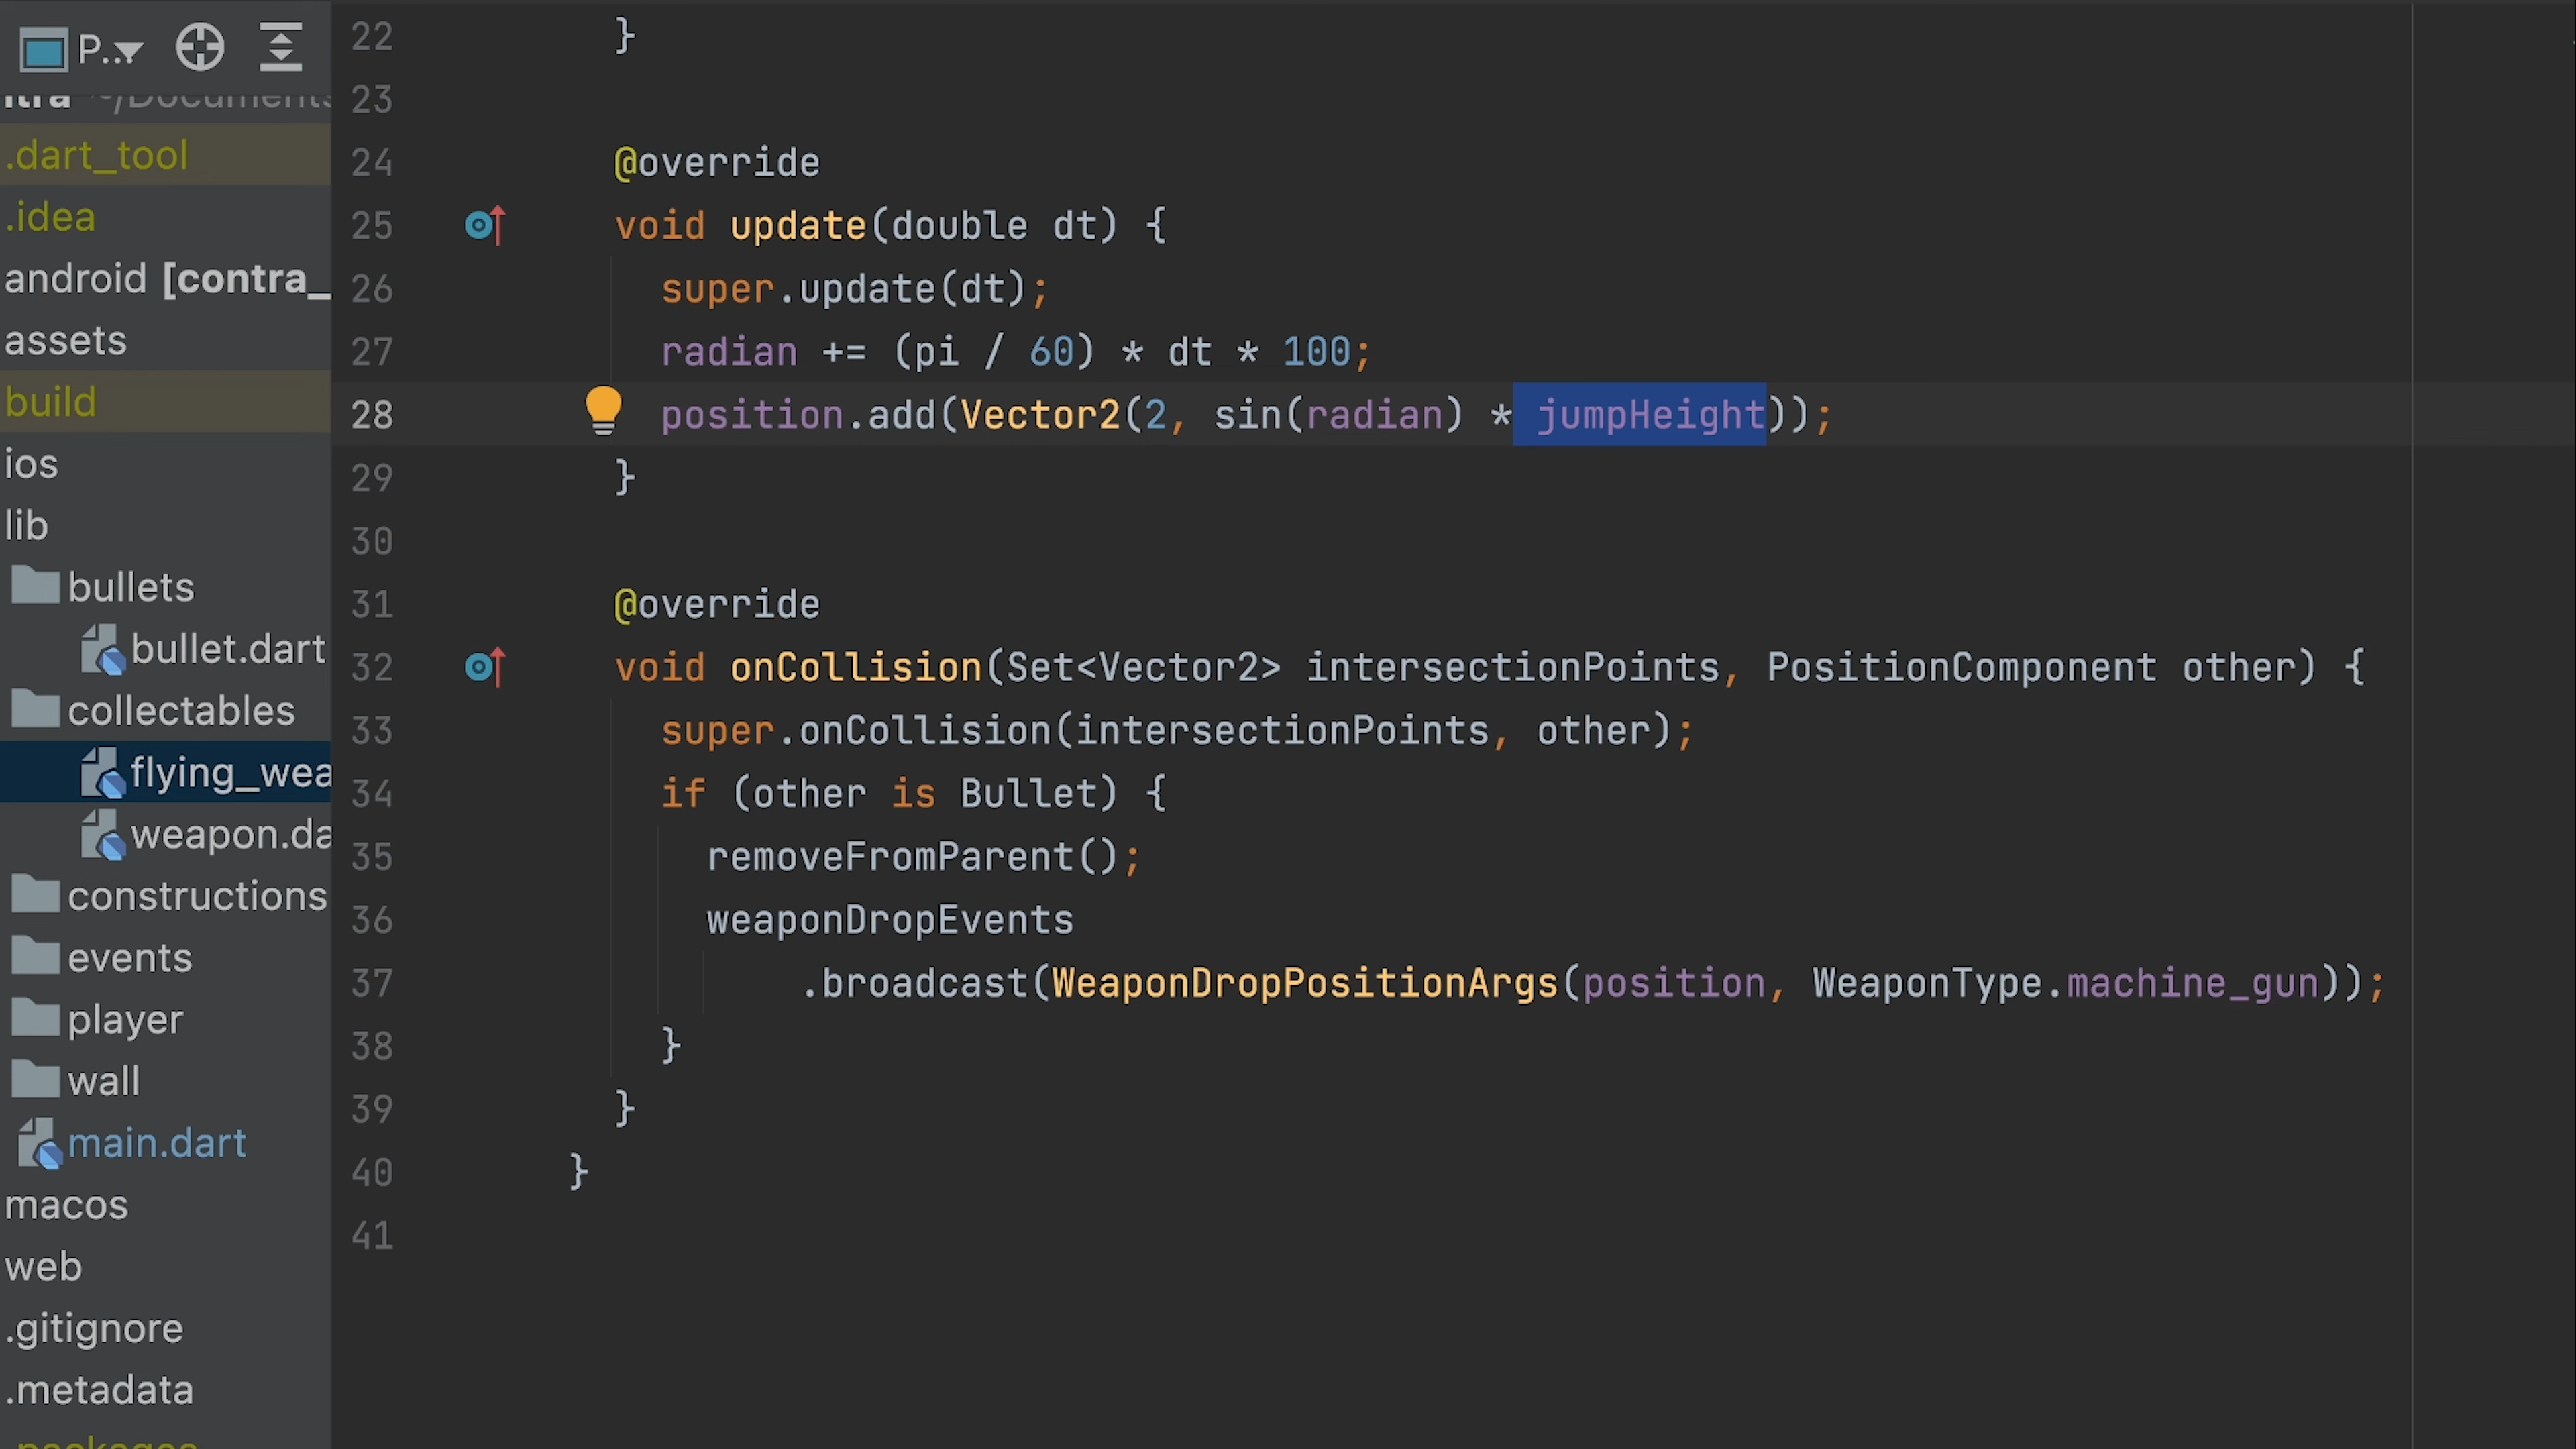 P...
ntra ~/Documents
.dart_tool
.idea
android [contra_
assets
build
ios
lib
bullets
bullet.dart
collectables
flying_wea
weapon.da
constructions
events
player
wall
main.dart
macos
web
.gitignore
.metadata
.packages
22 }
23
24 @override
25 void update(double dt) {
26 super.update(dt);
27 radian += (pi / 60) * dt * 100;
28 position.add(Vector2(2, sin(radian) * jumpHeight));
29 }
30
31 @override
32 void onCollision(Set<Vector2> intersectionPoints, PositionComponent other) {
33 super.onCollision(intersectionPoints, other);
34 if (other is Bullet) {
35 removeFromParent();
36 weaponDropEvents
37 .broadcast(WeaponDropPositionArgs(position, WeaponType.machine_gun));
38 }
39 }
40 }
41